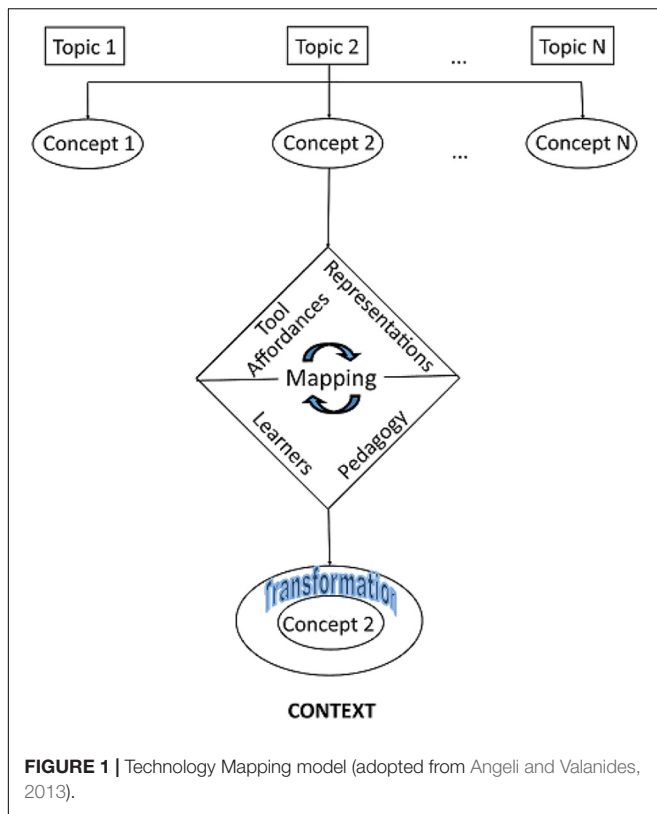 Topic 1
Topic 2
...
Topic N
Concept 1
Concept 2
...
Concept N
Tool
Affordances
Representations
Mapping
Learners
Pedagogy
Transformation
Concept 2
CONTEXT
FIGURE 1 | Technology Mapping model (adopted from Angeli and Valanides,
2013).